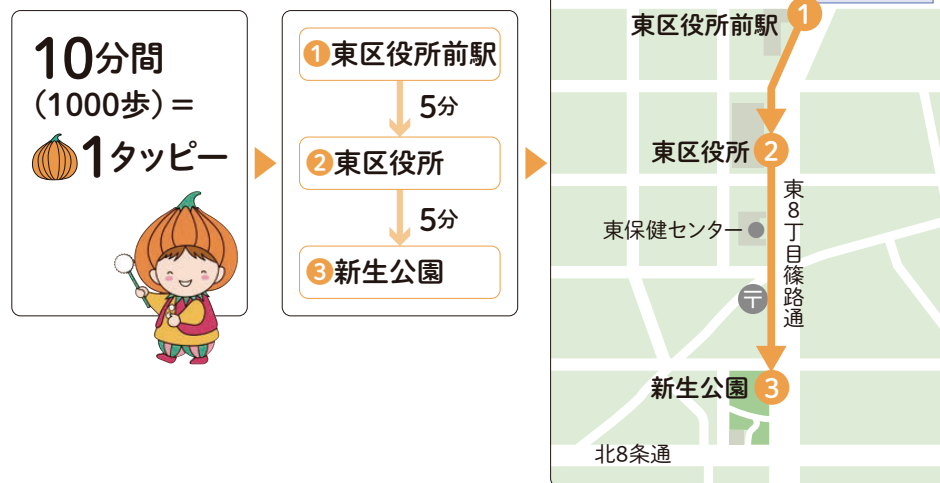 10分間
(1000歩)=
1タッピー
1東区役所前駅
5分
2東区役所
5分
3新生公園
東区役所前駅 1
東区役所 2
東保健センター
東8丁目篠路通
〒
新生公園 3
北8条通